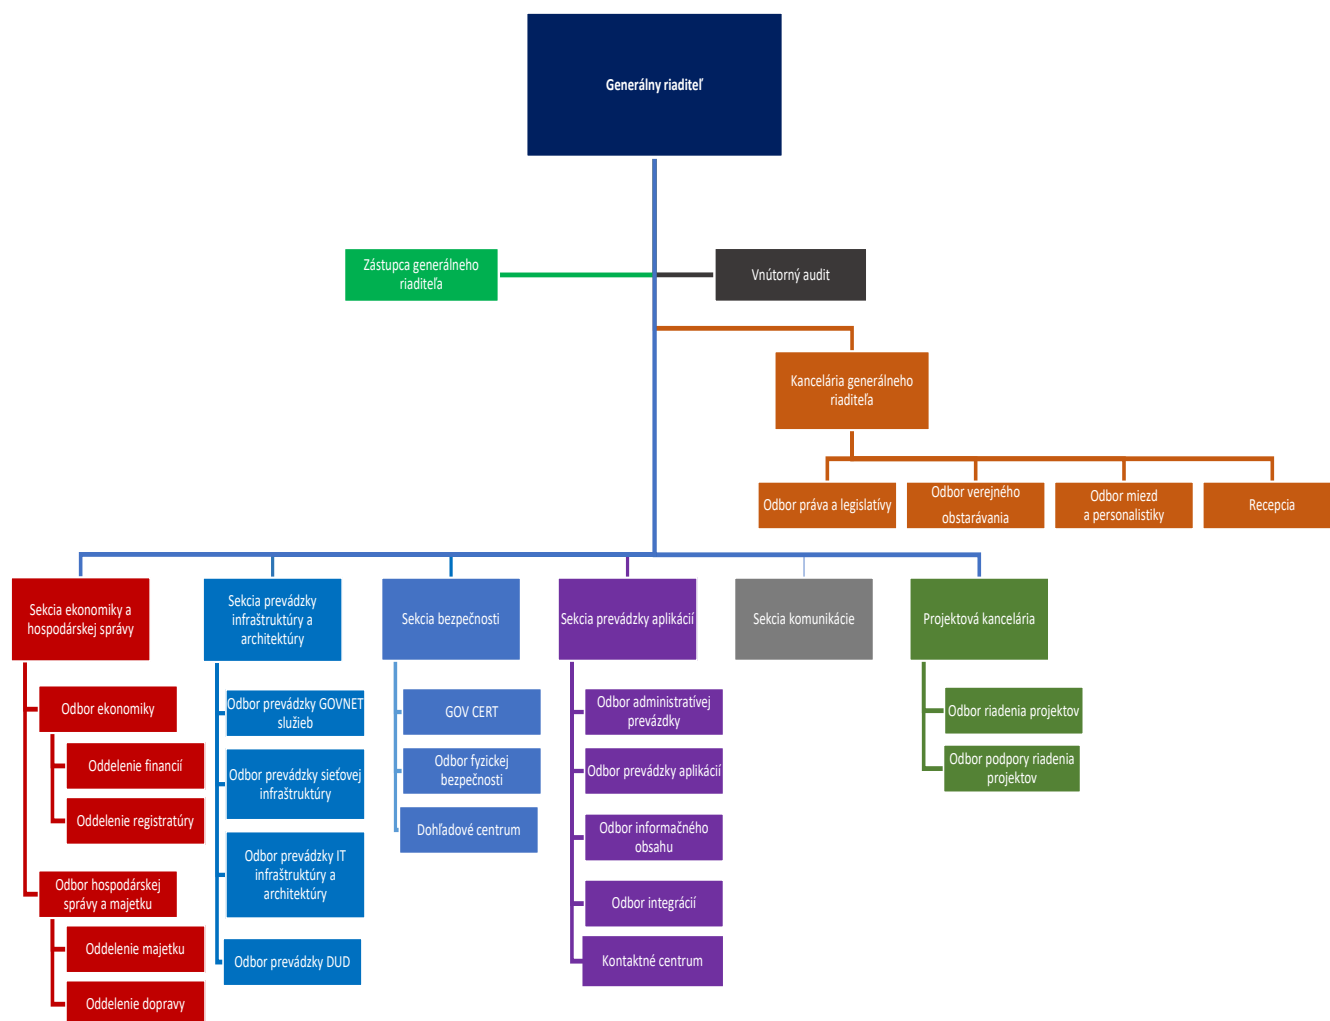 Generálny riaditeľ
Zástupca generálneho
riaditeľa
Vnútorný audit
Kancelária generálneho
riaditeľa
Odbor práva a legislatívy
Odbor verejného
obstarávania
Odbor miezd
a personalistiky
Recepcia
Sekcia ekonomiky a
hospodárskej správy
Odbor ekonomiky
Oddelenie financií
Oddelenie registratúry
Odbor hospodárskej
správy a majetku
Oddelenie majetku
Oddelenie dopravy
Sekcia prevádzky
infraštruktúry a
architektúry
Odbor prevádzky GOVNET
služieb
Odbor prevádzky sieťovej
infraštruktúry
Odbor prevádzky IT
infraštruktúry a
architektúry
Odbor prevádzky DUD
Sekcia bezpečnosti
GOV CERT
Odbor fyzickej
bezpečnosti
Dohľadové centrum
Sekcia prevádzky aplikácií
Odbor administratívej
prevázdky
Odbor prevádzky aplikácií
Odbor informačného
obsahu
Odbor integrácií
Kontaktné centrum
Sekcia komunikácie
Projektová kancelária
Odbor riadenia projektov
Odbor podpory riadenia
projektov